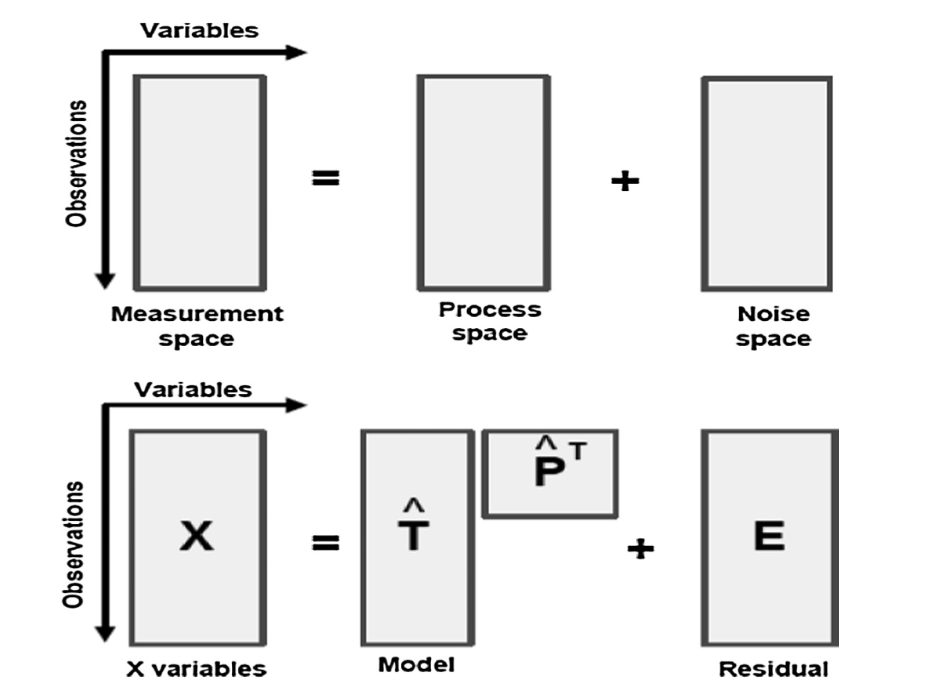 Variables
Observations
=
+
Measurement
space
Process
space
Noise
space
Variables
Observations
X
=
T̂
P̂ᵀ
+
E
X variables
Model
Residual